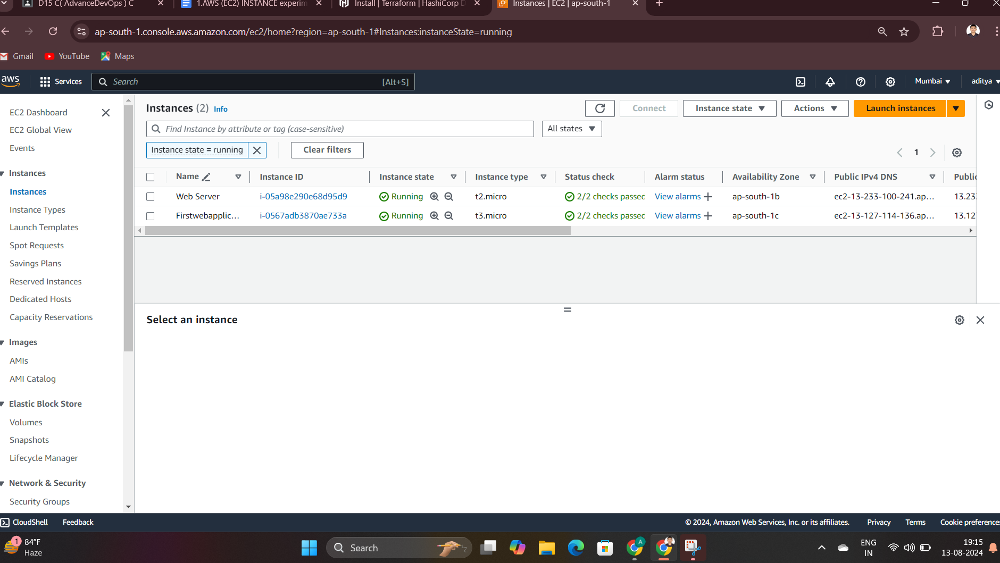 D15 C( AdvanceDevOps ) C
1.AWS (EC2) INSTANCE experim
Install | Terraform | HashiCorp D
Instances | EC2 | ap-south-1
ap-south-1.console.aws.amazon.com/ec2/home?region=ap-south-1#Instances:instanceState=running
Gmail YouTube Maps
aws Services Search [Alt+S] Mumbai aditya
EC2 Dashboard
EC2 Global View
Events
Instances
Instances
Instance Types
Launch Templates
Spot Requests
Savings Plans
Reserved Instances
Dedicated Hosts
Capacity Reservations
Images
AMIs
AMI Catalog
Elastic Block Store
Volumes
Snapshots
Lifecycle Manager
Network & Security
Security Groups
Instances (2) Info Connect Instance state Actions Launch instances
Find Instance by attribute or tag (case-sensitive) All states
Instance state = running Clear filters 1
Name Instance ID Instance state Instance type Status check Alarm status Availability Zone Public IPv4 DNS Public
Web Server i-05a98e290e68d95d9 Running t2.micro 2/2 checks passed View alarms + ap-south-1b ec2-13-233-100-241.ap... 13.23
Firstwebapplic... i-0567adb3870ae733a Running t3.micro 2/2 checks passed View alarms + ap-south-1c ec2-13-127-114-136.ap... 13.127
Select an instance
CloudShell Feedback © 2024, Amazon Web Services, Inc. or its affiliates. Privacy Terms Cookie preferences
1 84°F
Haze
Search
A
ENG
IN
19:15
13-08-2024